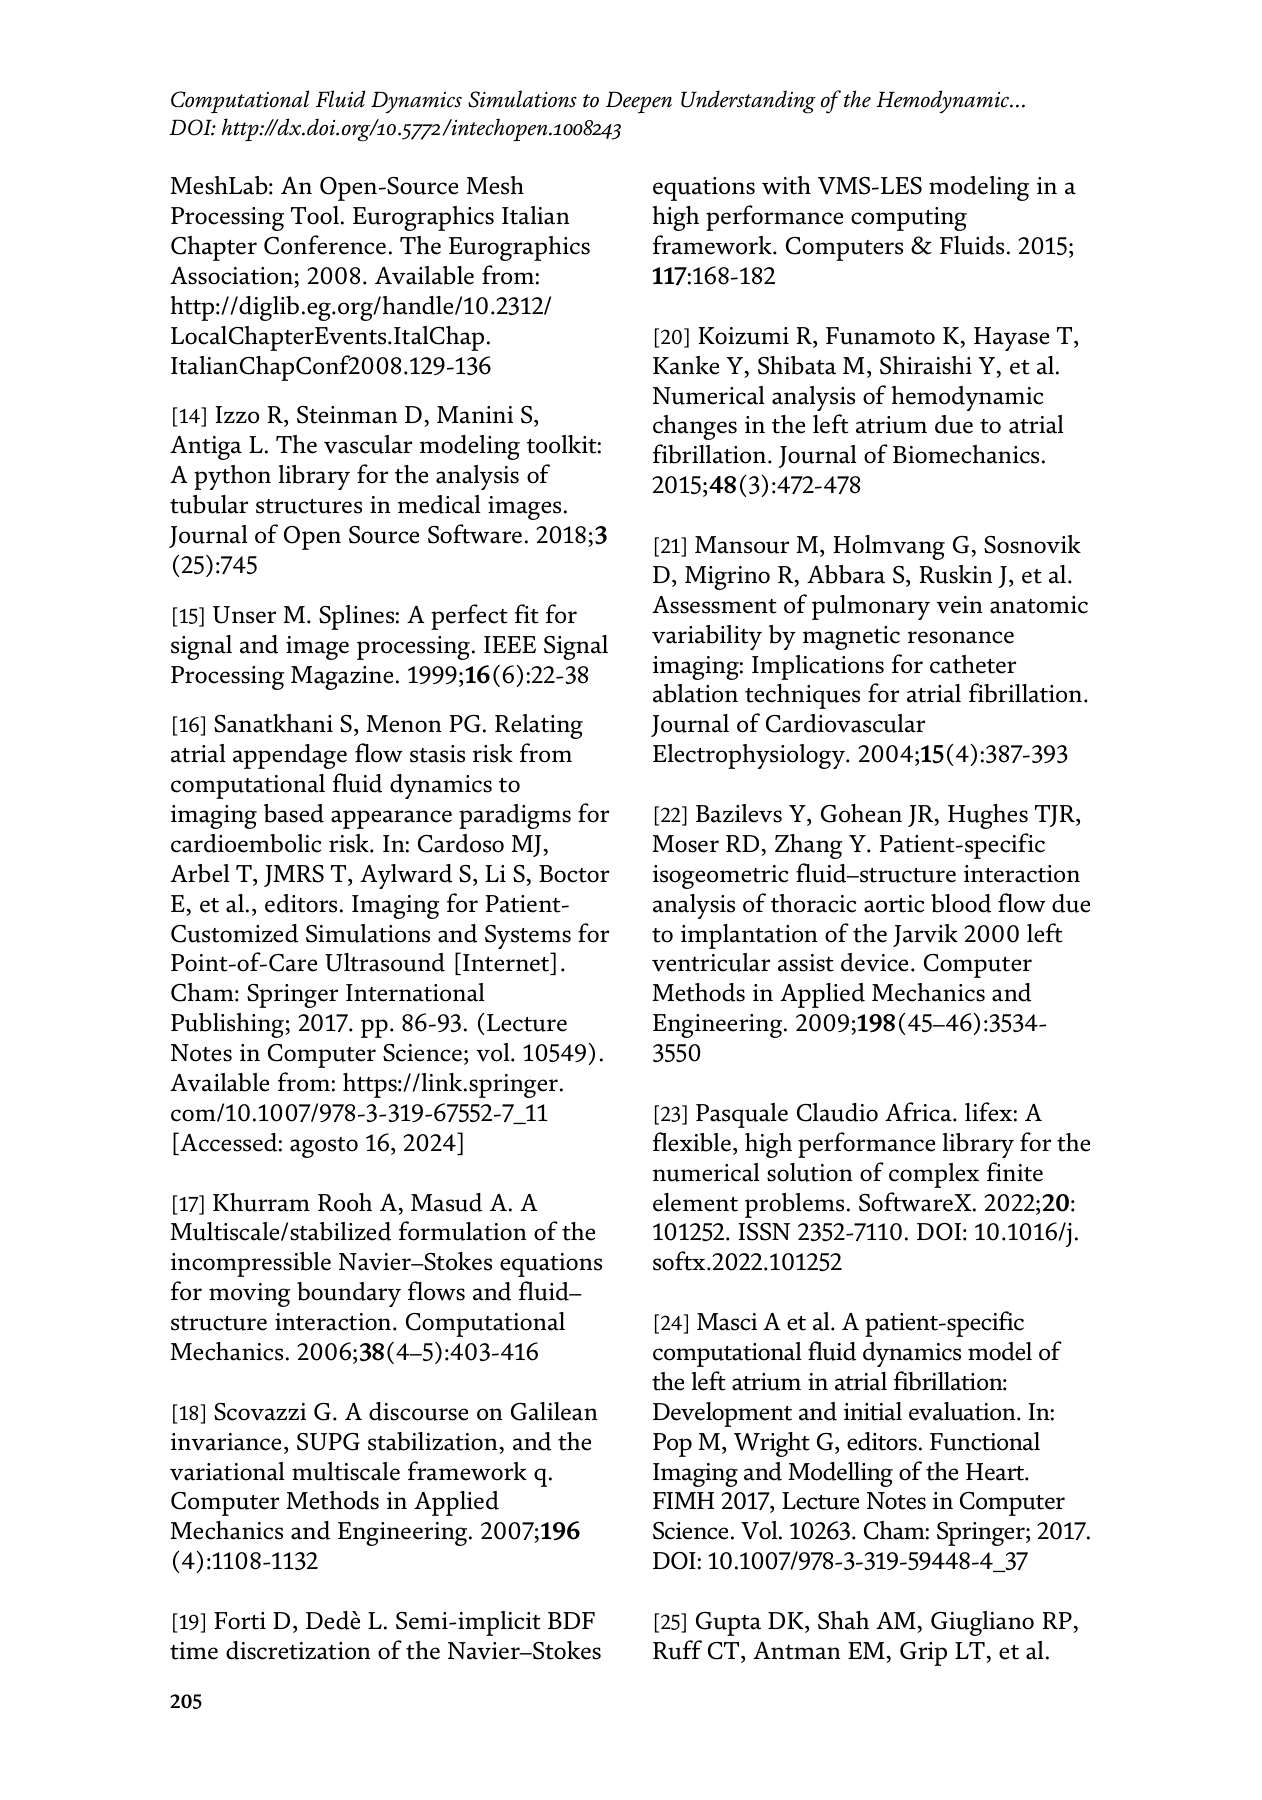 Computational Fluid Dynamics Simulations to Deepen Understanding of the Hemodynamic…
DOI: http://dx.doi.org/10.5772/intechopen.1008243
MeshLab: An Open-Source Mesh
Processing Tool. Eurographics Italian
Chapter Conference. The Eurographics
Association; 2008. Available from:
http://diglib.eg.org/handle/10.2312/
LocalChapterEvents.ItalChap.
ItalianChapConf2008.129-136
[14] Izzo R, Steinman D, Manini S,
Antiga L. The vascular modeling toolkit:
A python library for the analysis of
tubular structures in medical images.
Journal of Open Source Software. 2018;3
(25):745
[15] Unser M. Splines: A perfect fit for
signal and image processing. IEEE Signal
Processing Magazine. 1999;16(6):22-38
[16] Sanatkhani S, Menon PG. Relating
atrial appendage flow stasis risk from
computational fluid dynamics to
imaging based appearance paradigms for
cardioembolic risk. In: Cardoso MJ,
Arbel T, JMRS T, Aylward S, Li S, Boctor
E, et al., editors. Imaging for Patient-
Customized Simulations and Systems for
Point-of-Care Ultrasound [Internet].
Cham: Springer International
Publishing; 2017. pp. 86-93. (Lecture
Notes in Computer Science; vol. 10549).
Available from: https://link.springer.
com/10.1007/978-3-319-67552-7_11
[Accessed: agosto 16, 2024]
[17] Khurram Rooh A, Masud A. A
Multiscale/stabilized formulation of the
incompressible Navier–Stokes equations
for moving boundary flows and fluid–
structure interaction. Computational
Mechanics. 2006;38(4–5):403-416
[18] Scovazzi G. A discourse on Galilean
invariance, SUPG stabilization, and the
variational multiscale framework q.
Computer Methods in Applied
Mechanics and Engineering. 2007;196
(4):1108-1132
[19] Forti D, Dedè L. Semi-implicit BDF
time discretization of the Navier–Stokes
equations with VMS-LES modeling in a
high performance computing
framework. Computers & Fluids. 2015;
117:168-182
[20] Koizumi R, Funamoto K, Hayase T,
Kanke Y, Shibata M, Shiraishi Y, et al.
Numerical analysis of hemodynamic
changes in the left atrium due to atrial
fibrillation. Journal of Biomechanics.
2015;48(3):472-478
[21] Mansour M, Holmvang G, Sosnovik
D, Migrino R, Abbara S, Ruskin J, et al.
Assessment of pulmonary vein anatomic
variability by magnetic resonance
imaging: Implications for catheter
ablation techniques for atrial fibrillation.
Journal of Cardiovascular
Electrophysiology. 2004;15(4):387-393
[22] Bazilevs Y, Gohean JR, Hughes TJR,
Moser RD, Zhang Y. Patient-specific
isogeometric fluid–structure interaction
analysis of thoracic aortic blood flow due
to implantation of the Jarvik 2000 left
ventricular assist device. Computer
Methods in Applied Mechanics and
Engineering. 2009;198(45–46):3534-
3550
[23] Pasquale Claudio Africa. lifex: A
flexible, high performance library for the
numerical solution of complex finite
element problems. SoftwareX. 2022;20:
101252. ISSN 2352-7110. DOI: 10.1016/j.
softx.2022.101252
[24] Masci A et al. A patient-specific
computational fluid dynamics model of
the left atrium in atrial fibrillation:
Development and initial evaluation. In:
Pop M, Wright G, editors. Functional
Imaging and Modelling of the Heart.
FIMH 2017, Lecture Notes in Computer
Science. Vol. 10263. Cham: Springer; 2017.
DOI: 10.1007/978-3-319-59448-4_37
[25] Gupta DK, Shah AM, Giugliano RP,
Ruff CT, Antman EM, Grip LT, et al.
205